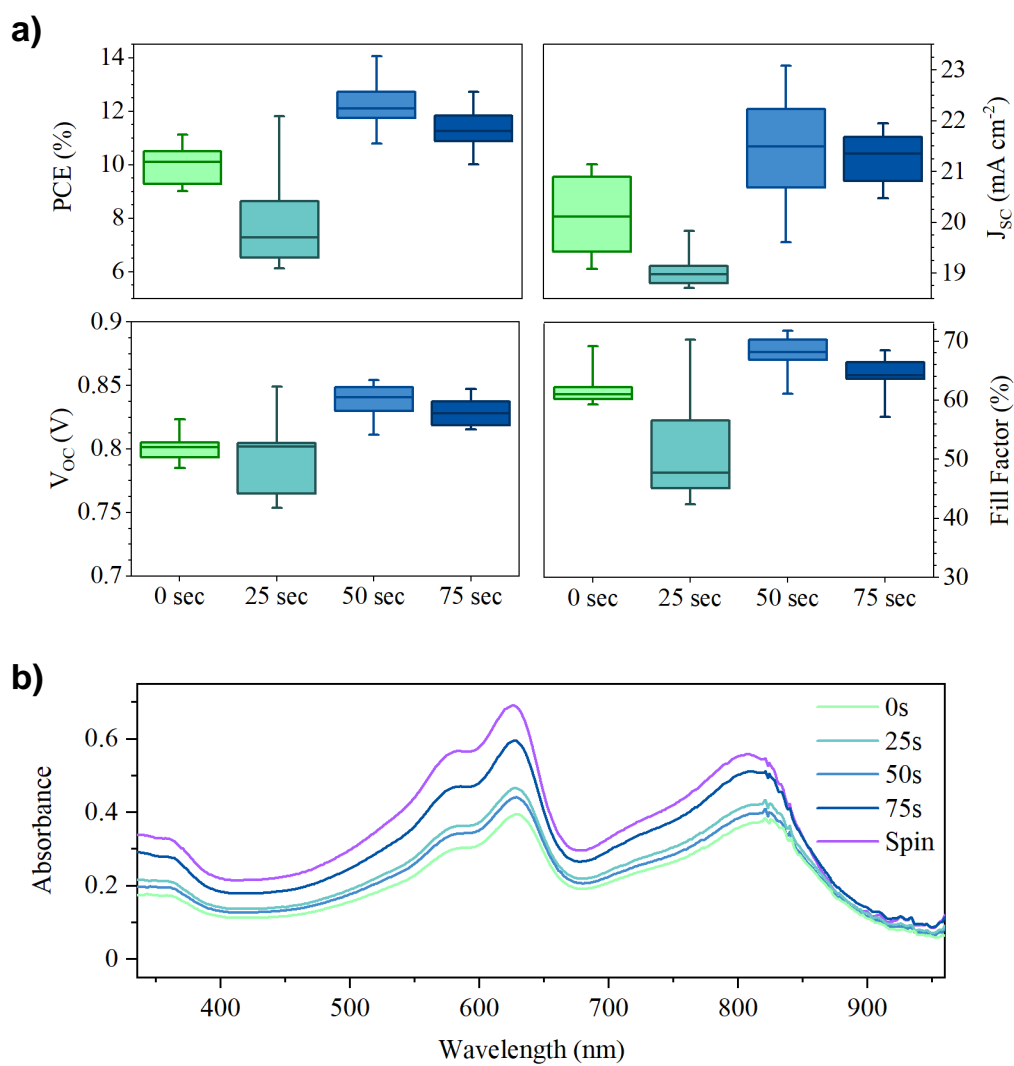 a)
PCE (%)
14
12
10
8
6
23
22
21
20
19
J_SC (mA cm⁻²)
V_OC (V)
0.9
0.85
0.8
0.75
0.7
70
60
50
40
30
Fill Factor (%)
0 sec 25 sec 50 sec 75 sec
0 sec 25 sec 50 sec 75 sec
b)
Absorbance
0.6
0.4
0.2
0
0s
25s
50s
75s
Spin
400 500 600 700 800 900
Wavelength (nm)